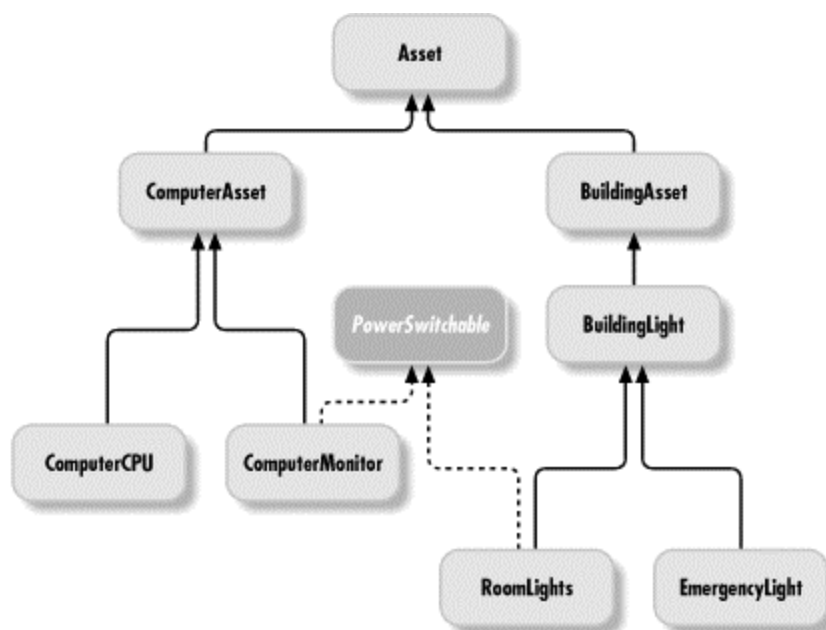 Asset
ComputerAsset
BuildingAsset
PowerSwitchable
BuildingLight
ComputerCPU
ComputerMonitor
RoomLights
EmergencyLight